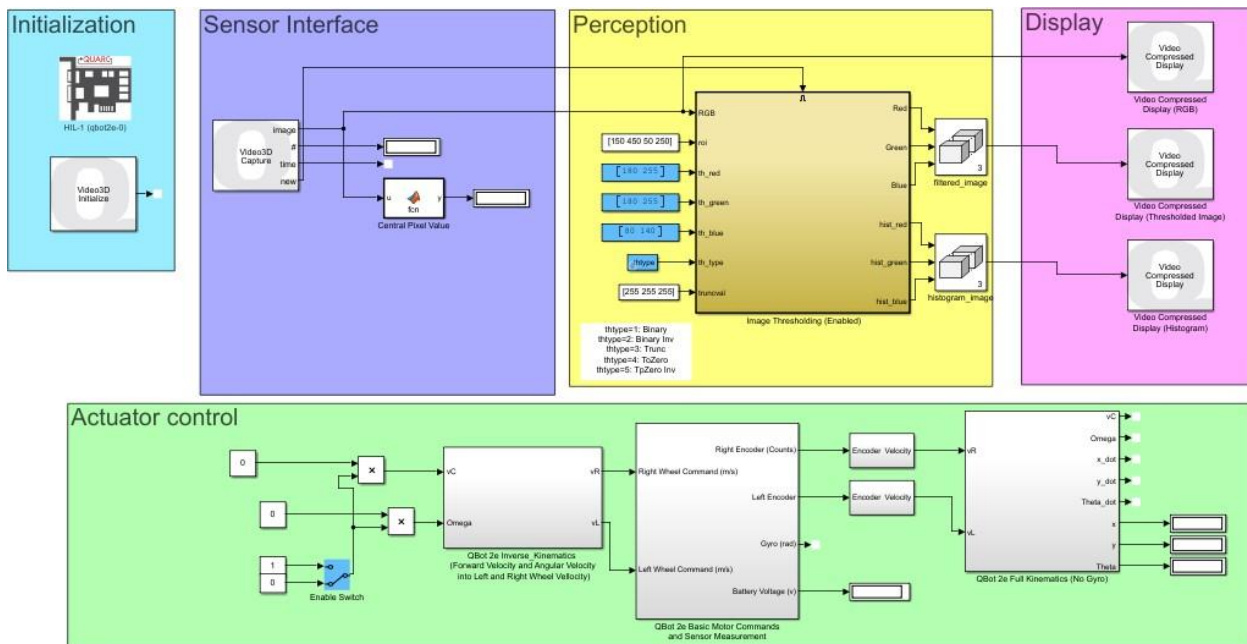 Initialization
QUARC
HIL-1 (qbot2e-0)
Video3D
Initialize
Sensor Interface
Video3D
Capture
image
#
time
new
u
fcn
y
Central Pixel Value
Perception
RGB
[150 450 50 250]
roi
[ 180 255 ]
th_red
[ 180 255 ]
th_green
[ 80 140 ]
th_blue
thtype
th_type
[255 255 255]
truncval
Red
Green
Blue
hist_red
hist_green
hist_blue
Image Thresholding (Enabled)
3
filtered_image
3
histogram_image
thtype=1: Binary
thtype=2: Binary Inv
thtype=3: Trunc
thtype=4: ToZero
thtype=5: TpZero Inv
Display
Video
Compressed
Display
Video Compressed
Display (RGB)
Video
Compressed
Display
Video Compressed
Display (Thresholded Image)
Video
Compressed
Display
Video Compressed
Display (Histogram)
Actuator control
0
×
0
×
1
0
Enable Switch
vC
Omega
vR
vL
QBot 2e Inverse_Kinematics
(Forward Velocity and Angular Velocity
into Left and Right Wheel Vellocity)
Right Wheel Command (m/s)
Left Wheel Command (m/s)
Right Encoder (Counts)
Left Encoder
Gyro (rad)
Battery Voltage (v)
QBot 2e Basic Motor Commands
and Sensor Measurement
Encoder Velocity
Encoder Velocity
vR
vL
vC
Omega
x_dot
y_dot
Theta_dot
x
y
Theta
QBot 2e Full Kinematics (No Gyro)